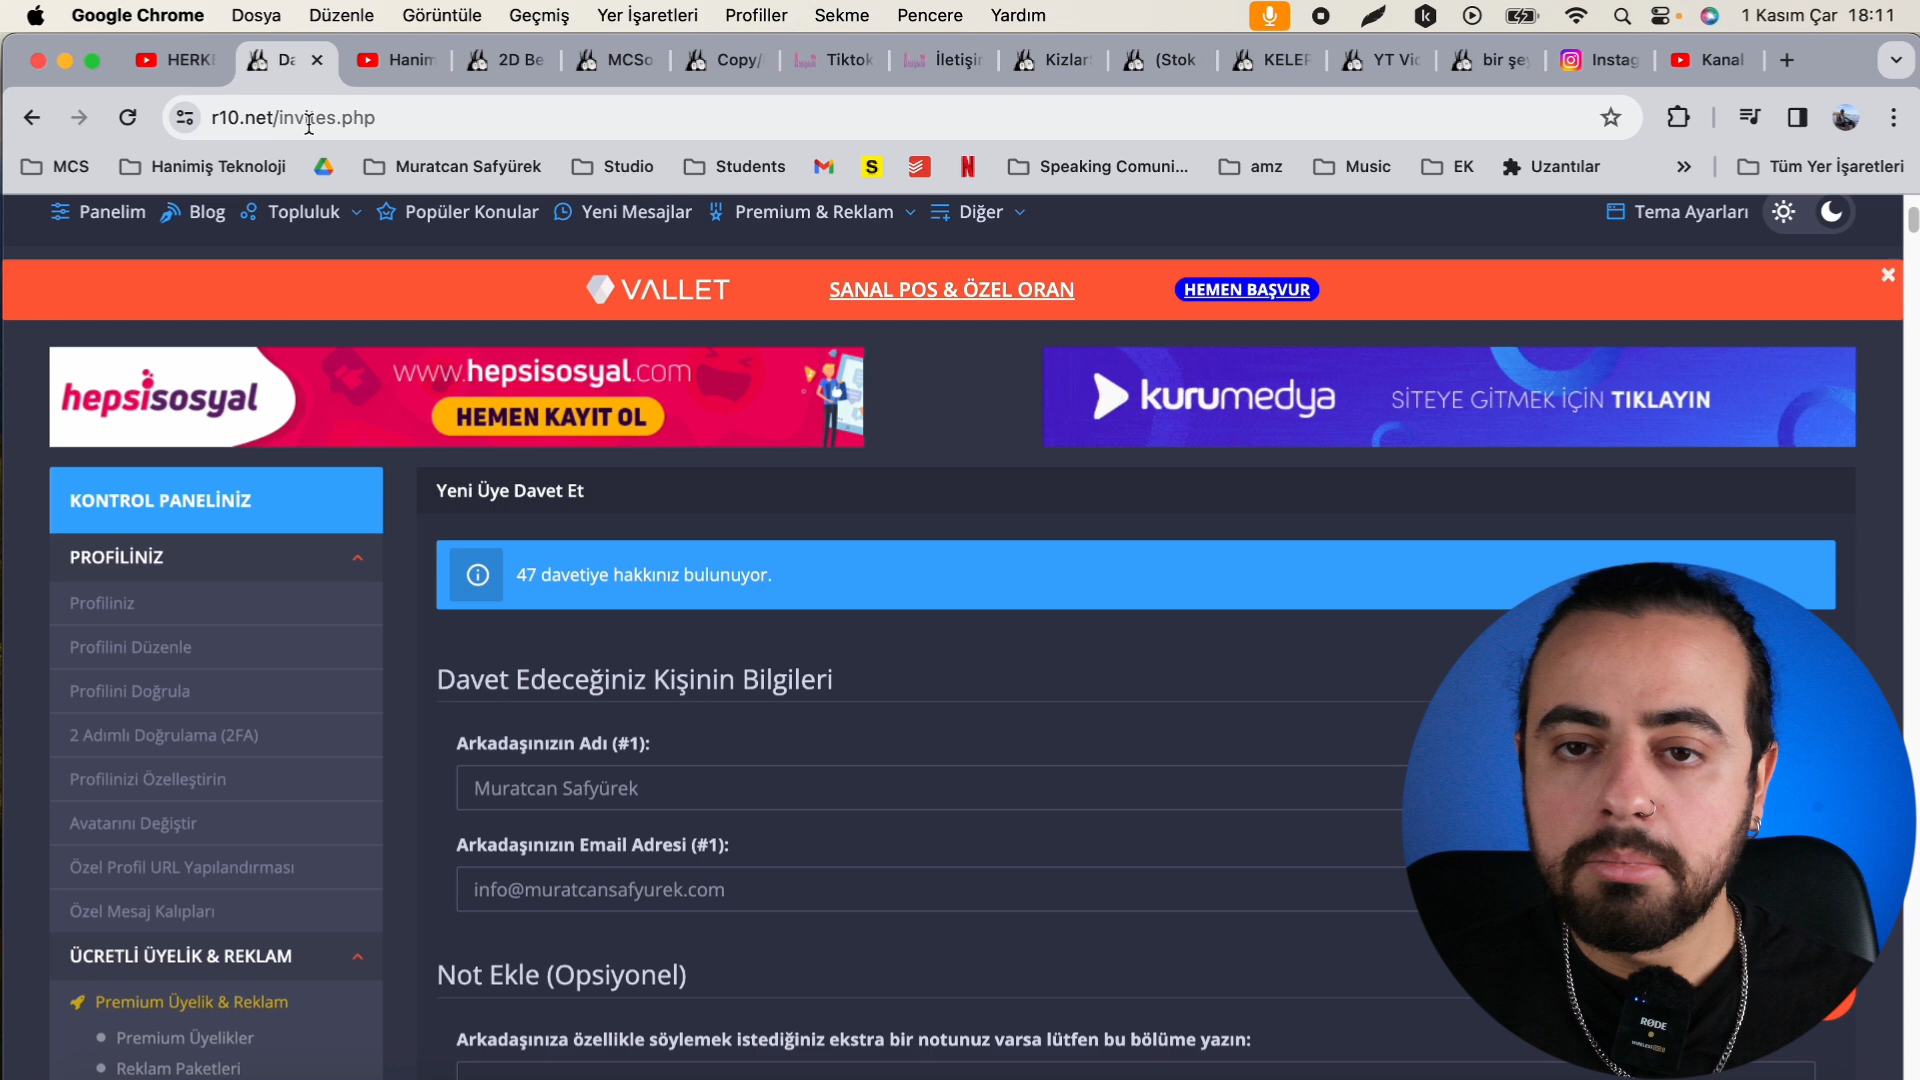 Google Chrome Dosya Düzenle Görüntüle Geçmiş Yer İşaretleri Profiller Sekme Pencere Yardım 1 Kasım Çar 18:11
HERKE Da Hanim 2D Be MCSo Copy/ Tiktok İletişir Kizlar (Stok KELEP YT Vic bir şey Instag Kanal
r10.net/invites.php
MCS Hanimiş Teknoloji Muratcan Safyürek Studio Students Speaking Comuni... amz Music EK Uzantılar » Tüm Yer İşaretleri
Panelim Blog Topluluk Popüler Konular Yeni Mesajlar Premium & Reklam Diğer Tema Ayarları
VALLET SANAL POS & ÖZEL ORAN HEMEN BAŞVUR
hepsisosyal www.hepsisosyal.com
HEMEN KAYIT OL
kurumedya SİTEYE GİTMEK İÇİN TIKLAYIN
KONTROL PANELİNİZ
PROFİLİNİZ
Profiliniz
Profilini Düzenle
Profilini Doğrula
2 Adımlı Doğrulama (2FA)
Profilinizi Özelleştirin
Avatarını Değiştir
Özel Profil URL Yapılandırması
Özel Mesaj Kalıpları
ÜCRETLİ ÜYELİK & REKLAM
Premium Üyelik & Reklam
Premium Üyelikler
Reklam Paketleri
Yeni Üye Davet Et
47 davetiye hakkınız bulunuyor.
Davet Edeceğiniz Kişinin Bilgileri
Arkadaşınızın Adı (#1):
Muratcan Safyürek
Arkadaşınızın Email Adresi (#1):
info@muratcansafyurek.com
Not Ekle (Opsiyonel)
Arkadaşınıza özellikle söylemek istediğiniz ekstra bir notunuz varsa lütfen bu bölüme yazın:
RØDE